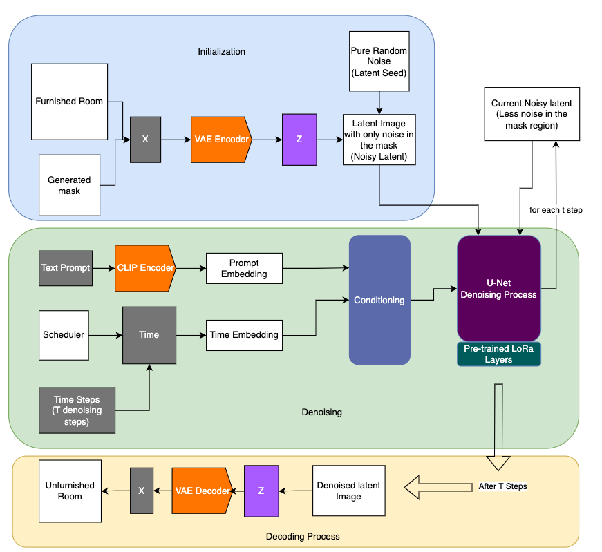 Initialization
Pure Random
Noise
(Latent Seed)
Furnished Room
X
VAE Encoder
Z
Latent Image
with only noise in
the mask
(Noisy Latent)
Generated
mask
Current Noisy latent
(Less noise in the
mask region)
for each t step
Text Prompt
CLIP Encoder
Prompt
Embedding
Conditioning
U-Net
Denoising Process
Scheduler
Time
Time Embedding
Pre-trained LoRa
Layers
Time Steps
(T denoising
steps)
Denoising
Unfurnished
Room
X
VAE Decoder
Z
Denoised latent
Image
After T Steps
Decoding Process